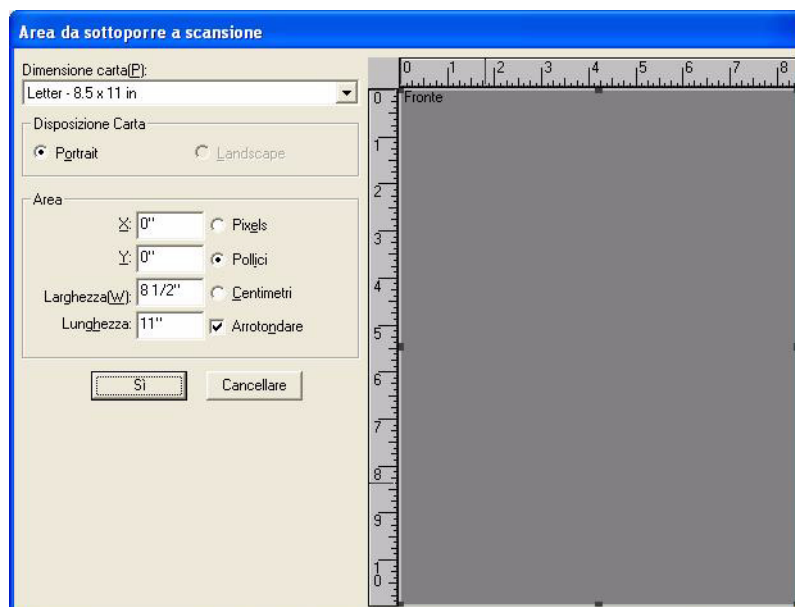 Area da sottoporre a scansione
Dimensione carta(P):
Letter - 8.5 x 11 in
Disposizione Carta
Portrait
Landscape
Area
X: 0"
Pixels
Y: 0"
Pollici
Larghezza(W): 8 1/2"
Centimetri
Lunghezza: 11"
Arrotondare
Sì
Cancellare
0 1 2 3 4 5 6 7 8
Fronte
0
1
2
3
4
5
6
7
8
9
10